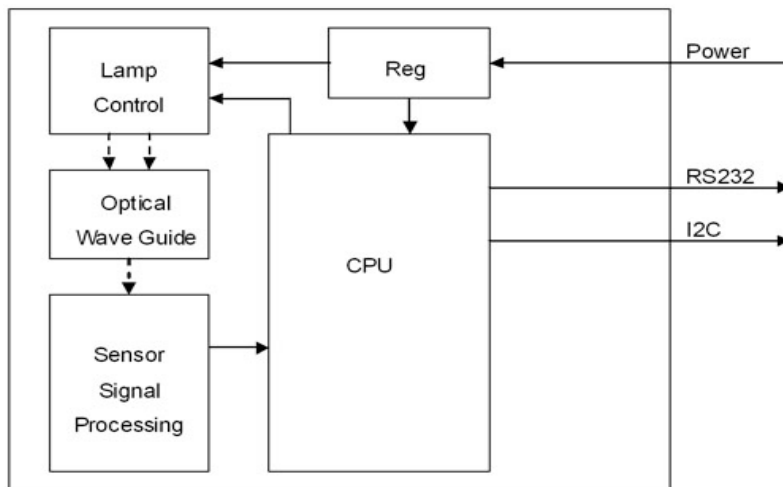 Lamp
Control
Reg
Power
Optical
Wave Guide
CPU
RS232
I2C
Sensor
Signal
Processing